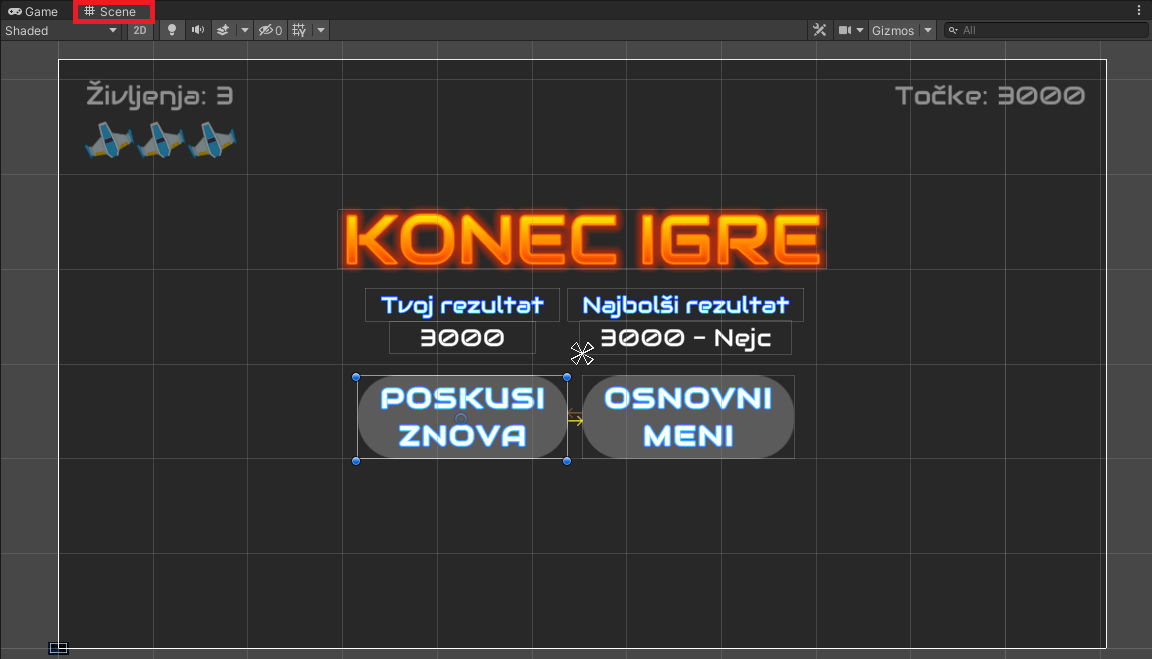 Game
Scene
Shaded
2D
0
Gizmos
All
Življenja: 3
Točke: 3000
KONEC IGRE
Tvoj rezultat
Najbolši rezultat
3000
3000 - Nejc
POSKUSI
ZNOVA
OSNOVNI
MENI